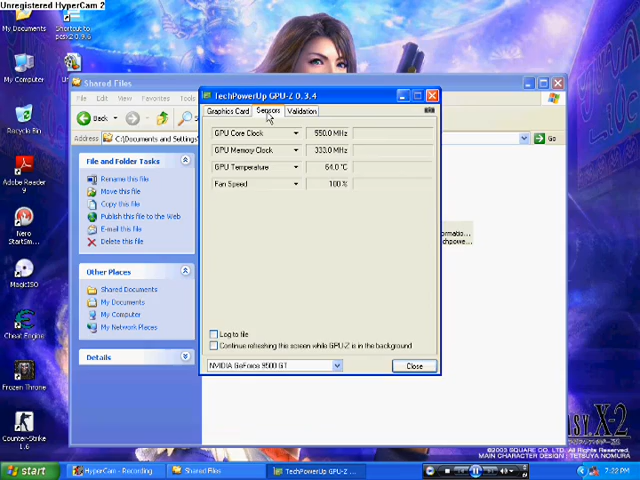 Unregistered HyperCam 2
My Documents
Shortcut to
pcsx2 0.9.6
My Computer
Recycle Bin
Adobe Reader
9
Nero
StartSm...
MagicISO
Cheat Engine
Frozen Throne
Counter-Strike
1.6
Shared Files
File Edit View Favorites
Back
Address C:\Documents and Settings
Go
File and Folder Tasks
Rename this file
Move this file
Copy this file
Publish this file to the Web
E-mail this file
Delete this file
Other Places
Shared Documents
My Documents
My Computer
My Network Places
Details
TechPowerUp GPU-Z 0.3.4
Graphics Card Sensors Validation
GPU Core Clock 550.0 MHz
GPU Memory Clock 333.0 MHz
GPU Temperature 64.0 °C
Fan Speed 100 %
Log to file
Continue refreshing this screen while GPU-Z is in the background
NVIDIA GeForce 9500 GT
Close
X-2
©2003 SQUARE CO., LTD. All Rights Reserved.
MAIN CHARACTER DESIGN : TETSUYA NOMURA
start HyperCam - Recording Shared Files TechPowerUp GPU-Z ... 7:22 PM